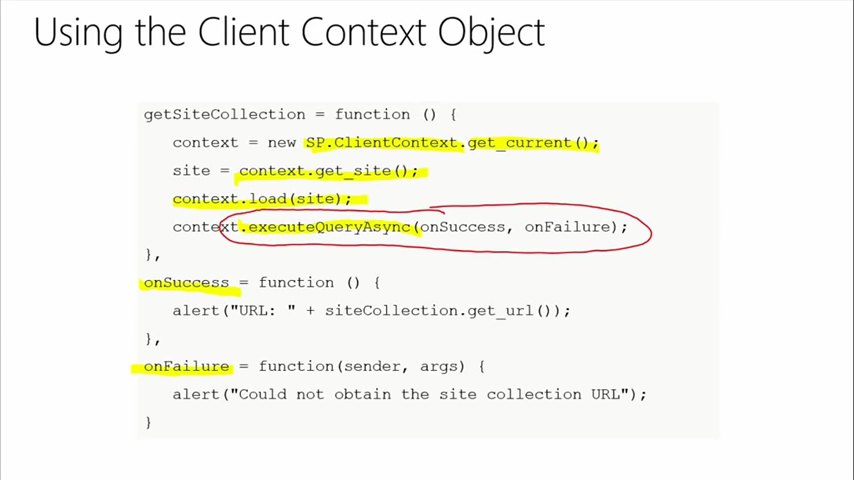 Using the Client Context Object
getSiteCollection = function () {
context = new SP.ClientContext.get_current();
site = context.get_site();
context.load(site);
context.executeQueryAsync(onSuccess, onFailure);
},
onSuccess = function () {
alert("URL: " + siteCollection.get_url());
},
onFailure = function(sender, args) {
alert("Could not obtain the site collection URL");
}